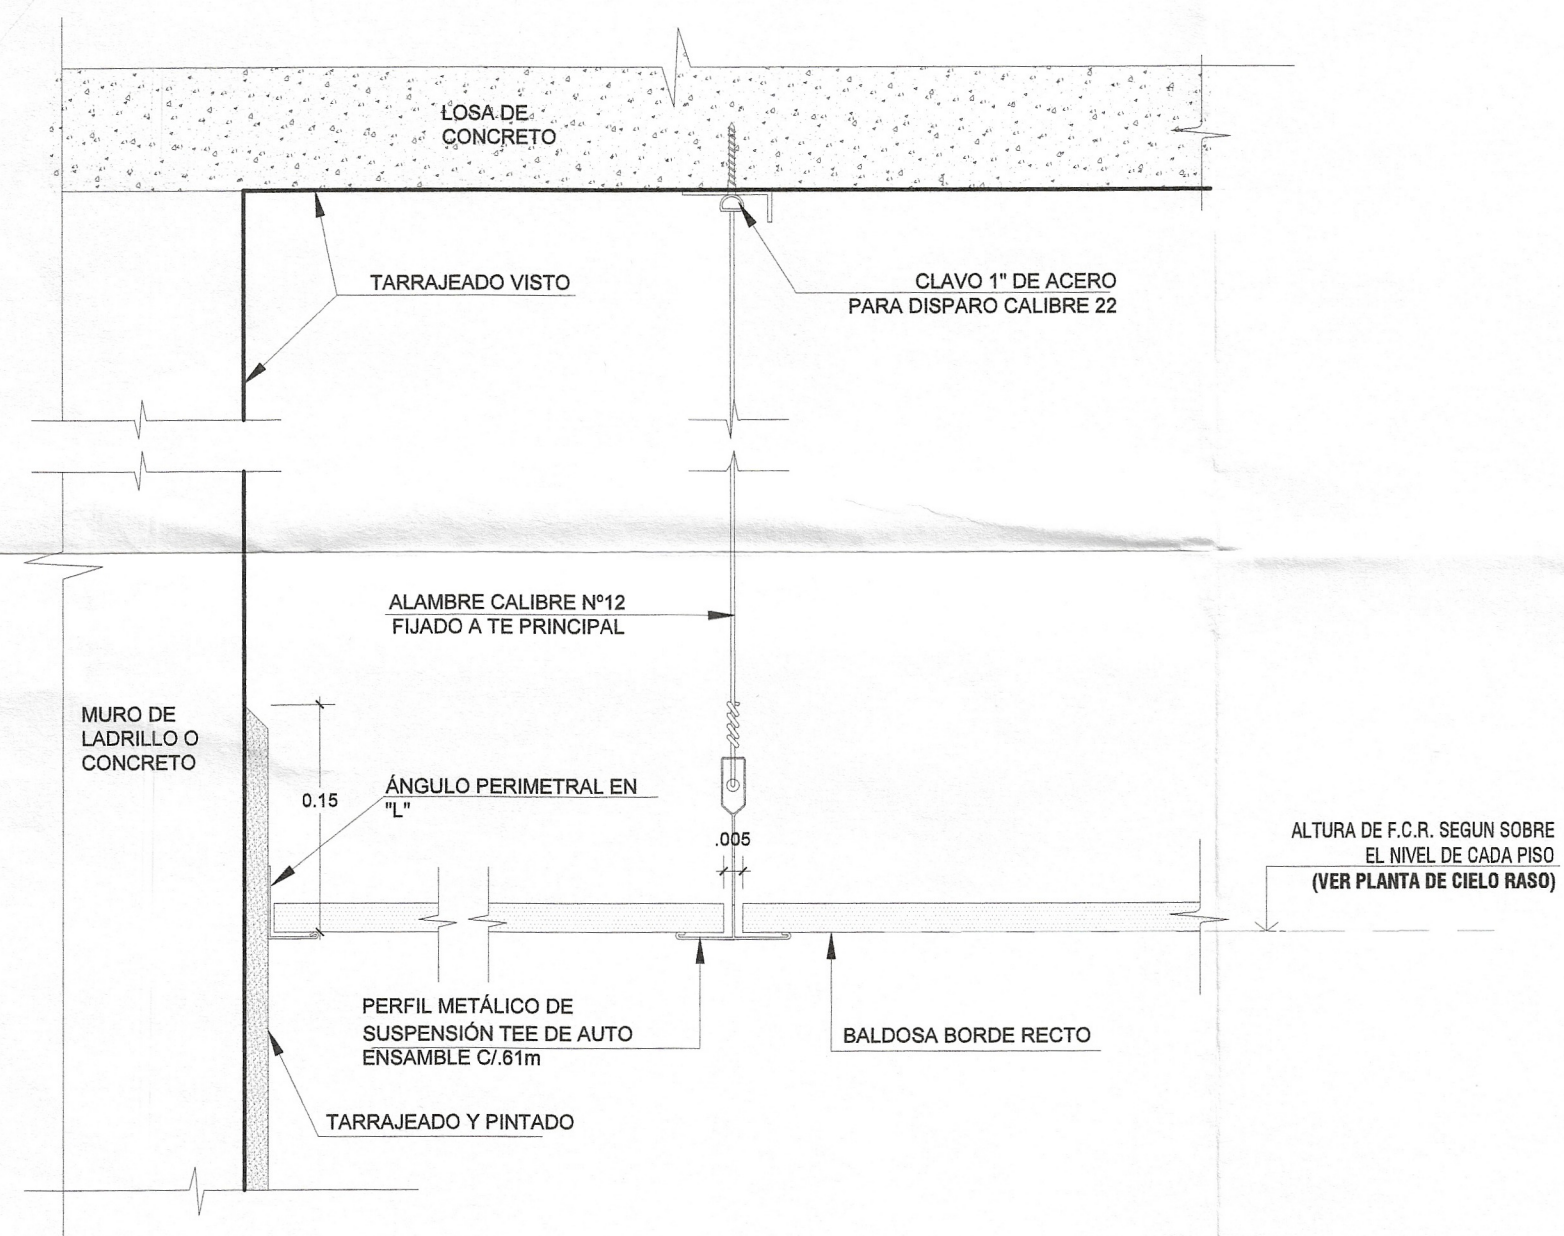 LOSA DE
CONCRETO
TARRAJEADO VISTO
CLAVO 1" DE ACERO
PARA DISPARO CALIBRE 22
ALAMBRE CALIBRE Nº12
FIJADO A TE PRINCIPAL
MURO DE
LADRILLO O
CONCRETO
0.15
ÁNGULO PERIMETRAL EN
"L"
.005
ALTURA DE F.C.R. SEGUN SOBRE
EL NIVEL DE CADA PISO
(VER PLANTA DE CIELO RASO)
PERFIL METÁLICO DE
SUSPENSIÓN TEE DE AUTO
ENSAMBLE C/.61m
BALDOSA BORDE RECTO
TARRAJEADO Y PINTADO